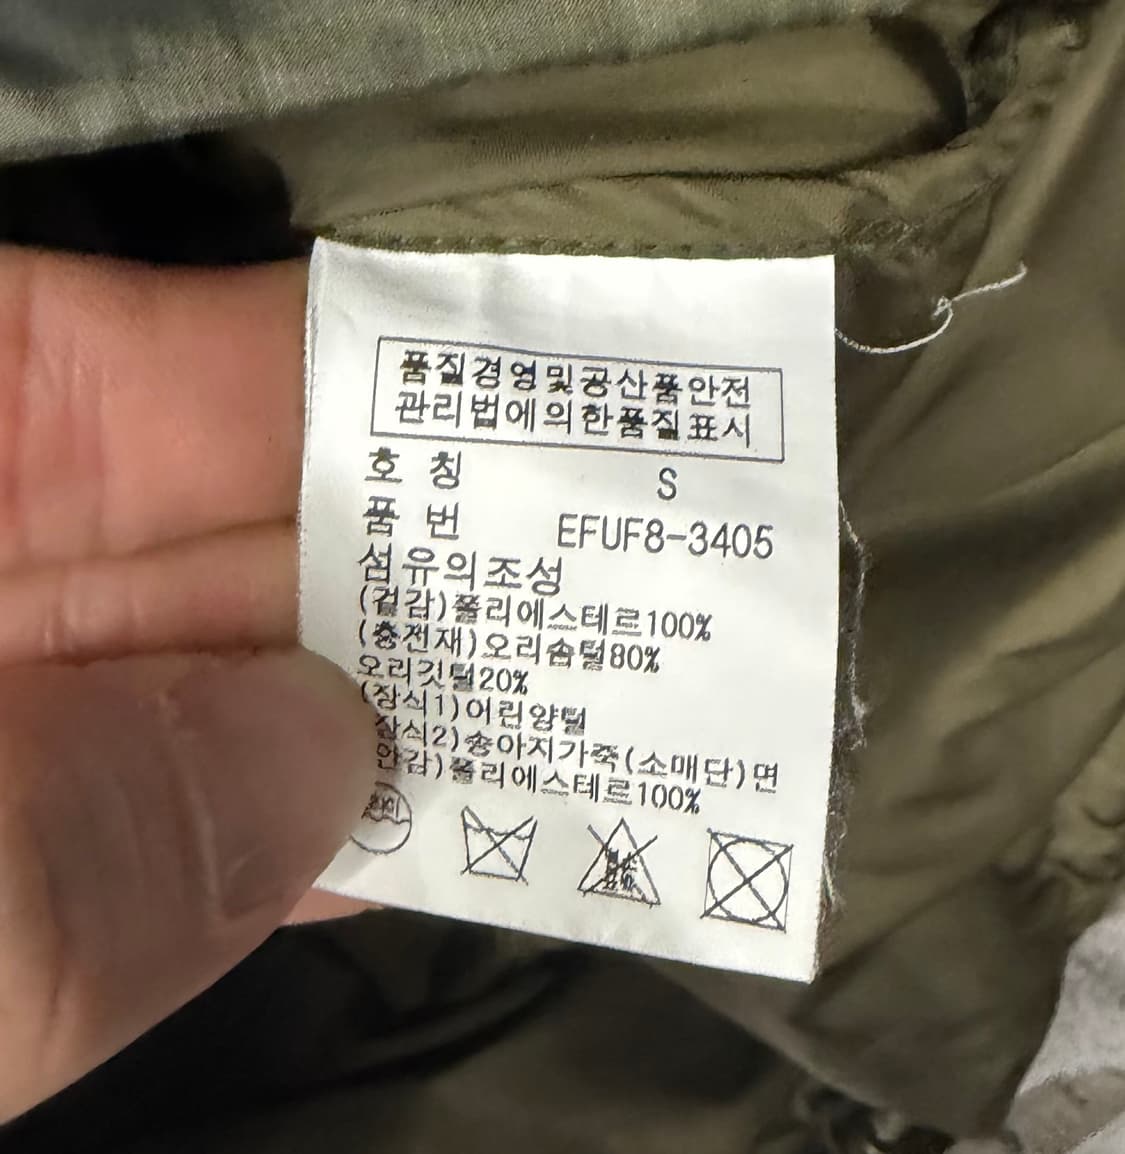 품질경영및공산품안전
관리법에의한품질표시
호 칭 S
품 번 EFUF8-3405
섬유의조성
(겉감)폴리에스테르100%
(충전재)오리솜털80%
오리깃털20%
(장식1)어린양털
장식2)송아지가죽(소매단)면
안감)폴리에스테르100%